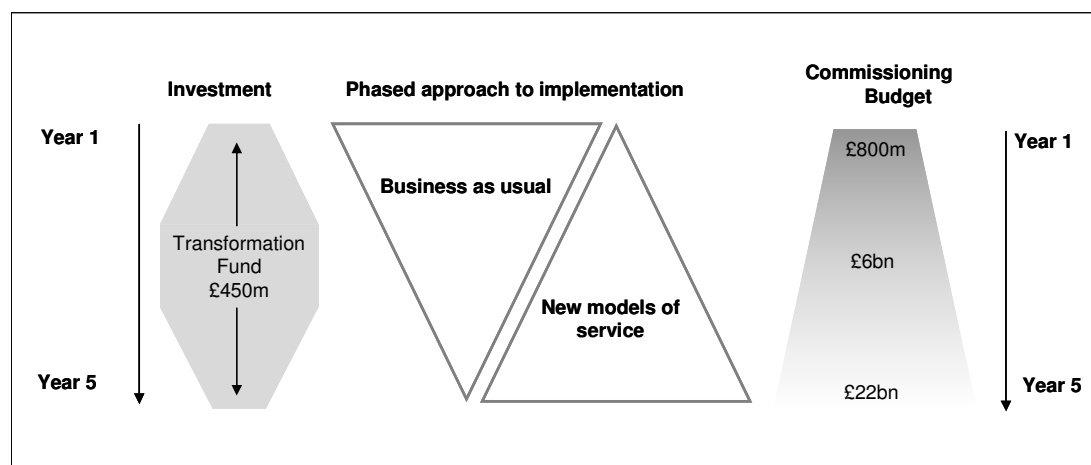 Investment
Phased approach to implementation
Commissioning
Budget
Year 1
Year 1
Business as usual
£800m
Transformation
Fund
£450m
£6bn
New models of
service
Year 5
£22bn
Year 5